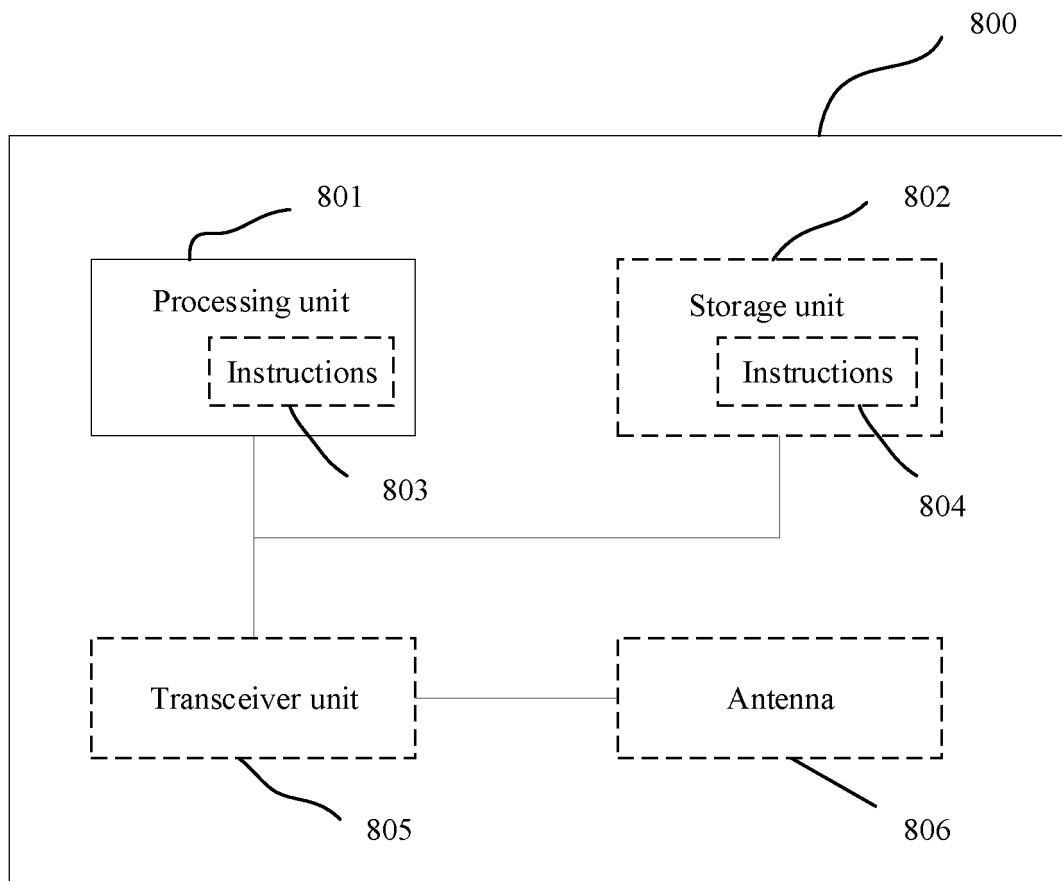 800
801
802
Processing unit
Storage unit
Instructions
Instructions
803
804
Transceiver unit
Antenna
805
806